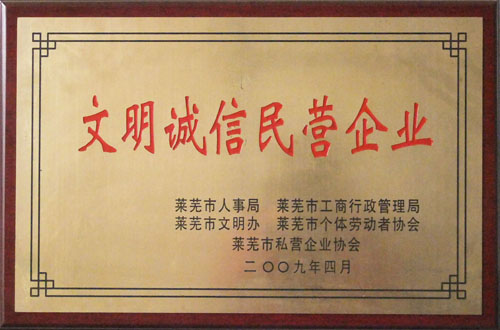 文明诚信民营企业
莱芜市人事局 莱芜市工商行政管理局
莱芜市文明办 莱芜市个体劳动者协会
莱芜市私营企业协会
二〇〇九年四月